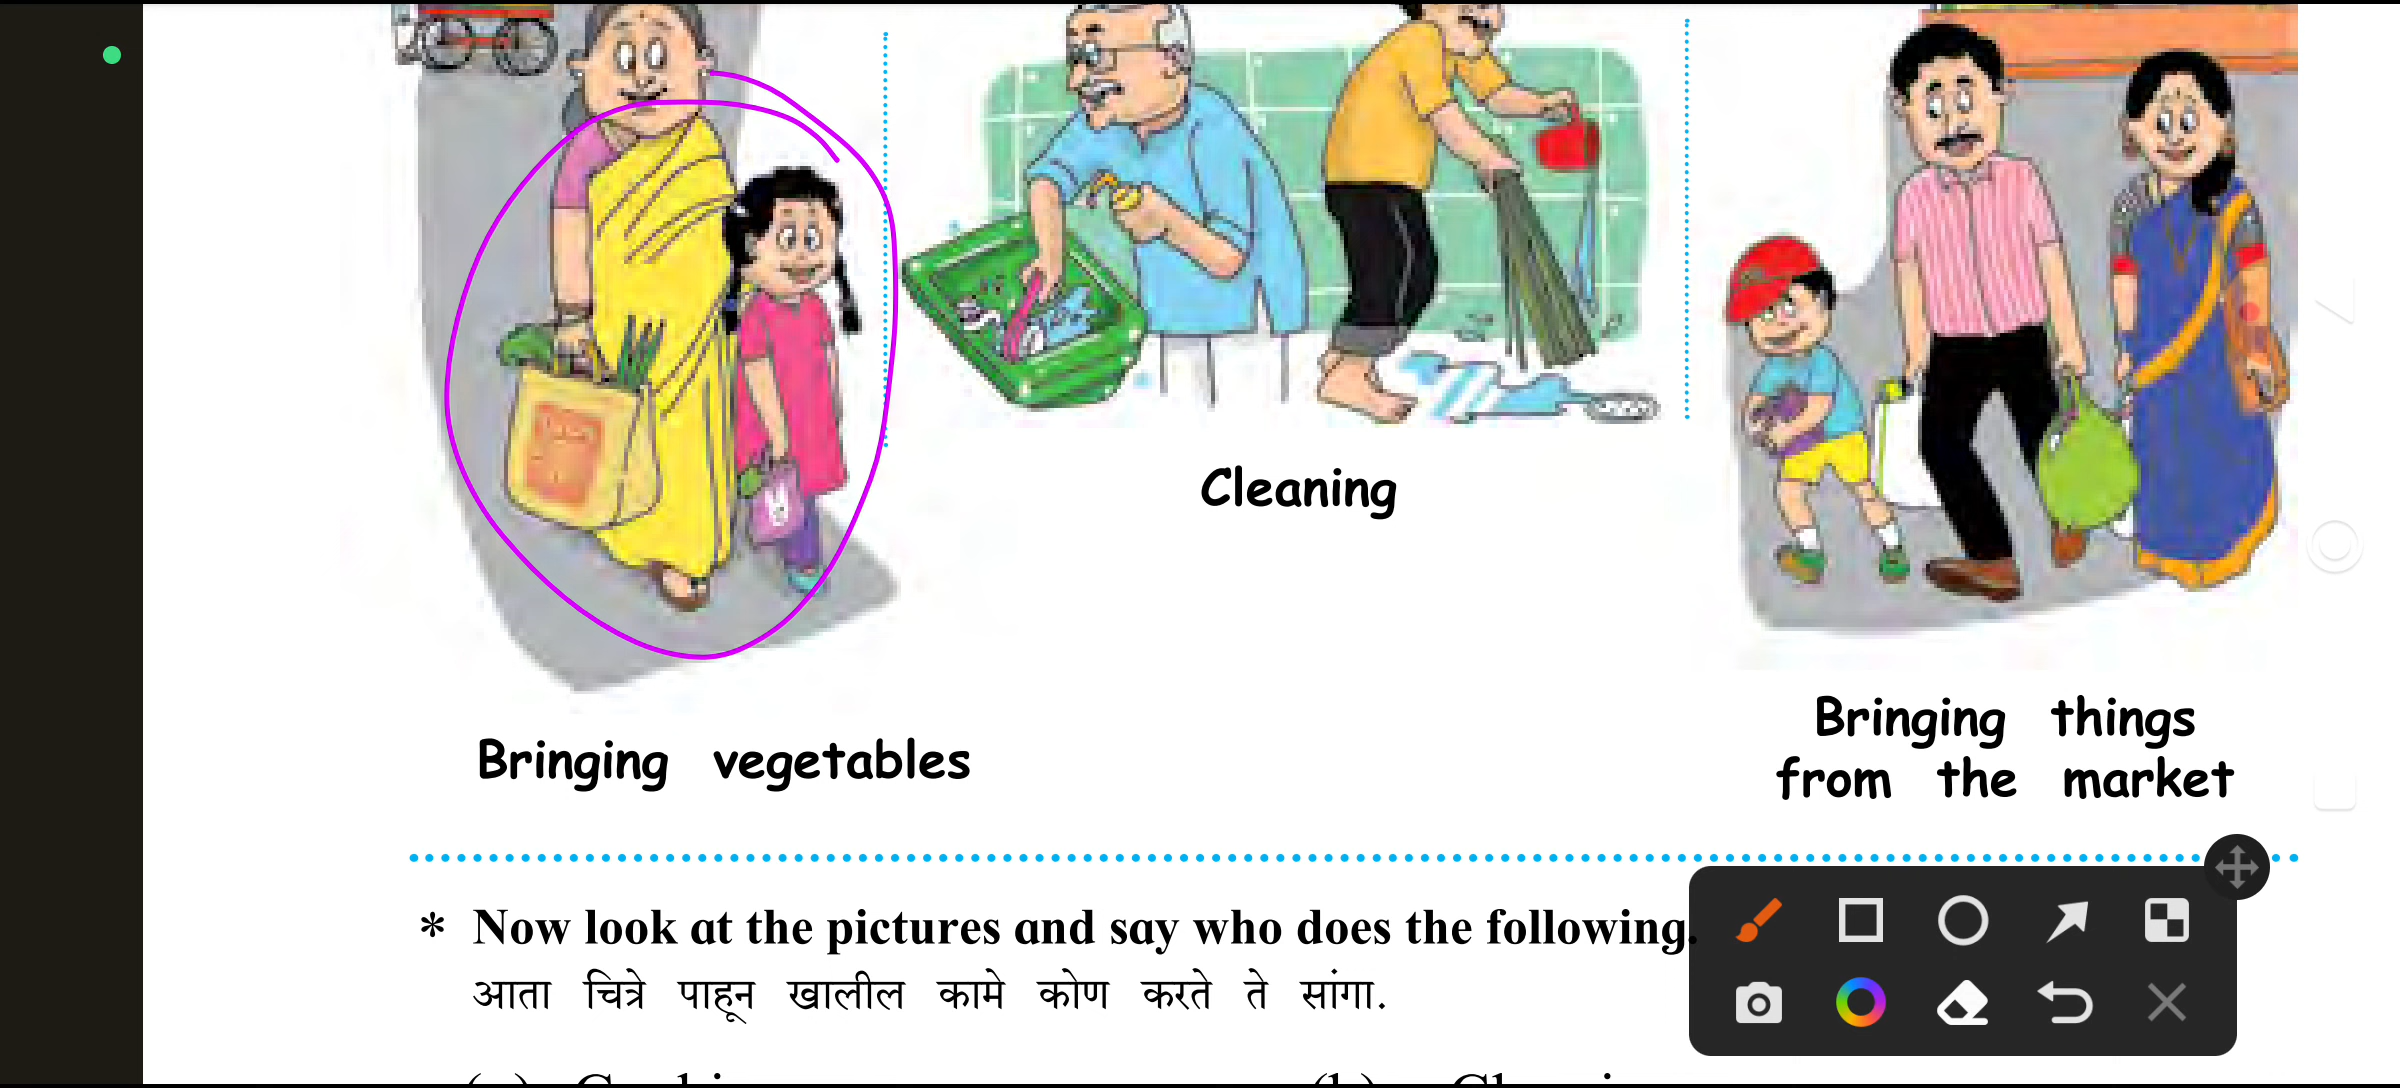 Cleaning
Bringing vegetables
Bringing things
from the market
* Now look at the pictures and say who does the following.
आता चित्रे पाहून खालील कामे कोण करते ते सांगा.